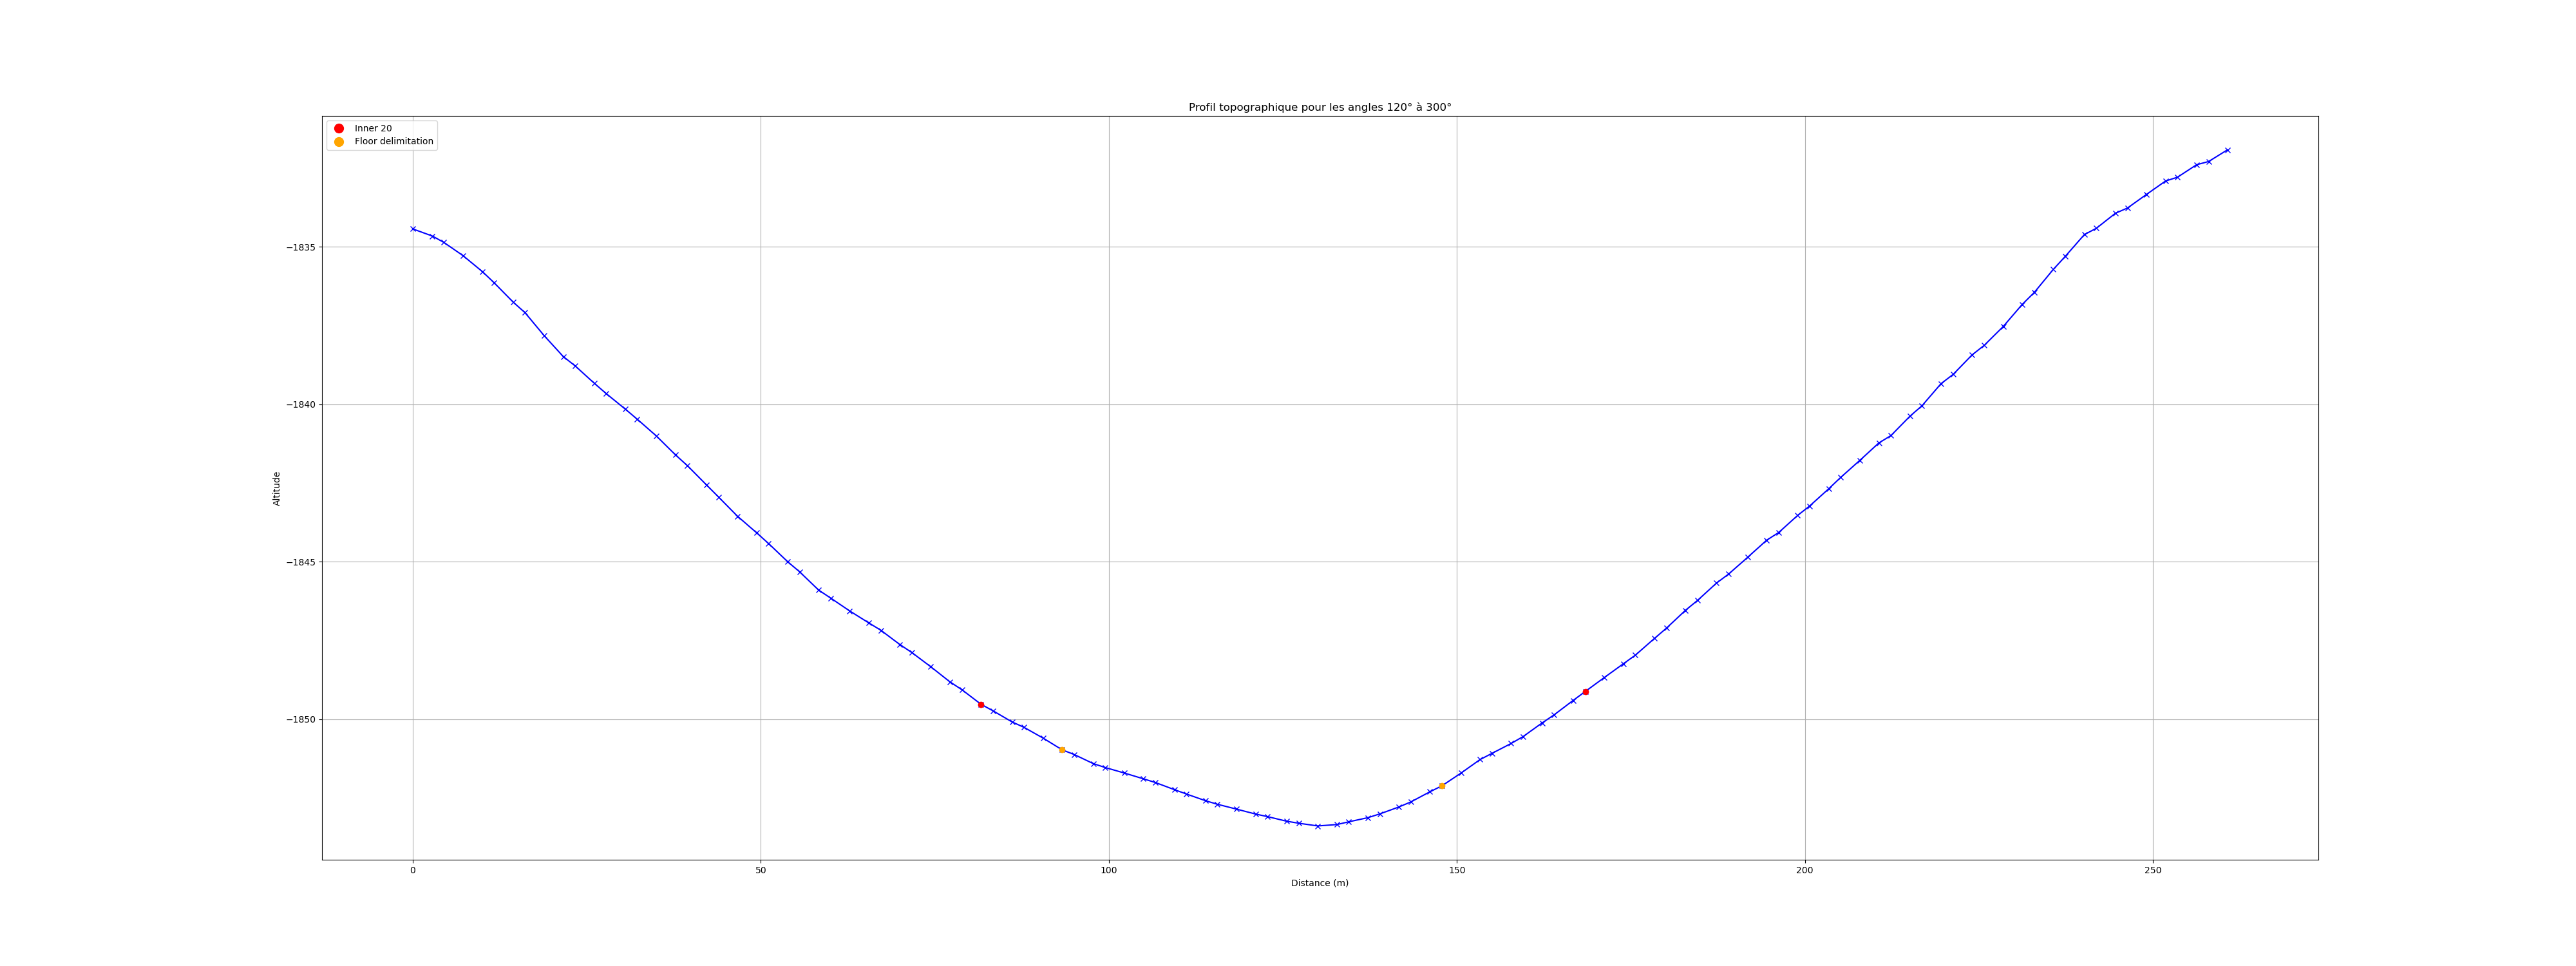 Profil topographique pour les angles 120° à 300°
Inner 20
Floor delimitation
Altitude
−1835
−1840
−1845
−1850
0
50
100
150
200
250
Distance (m)